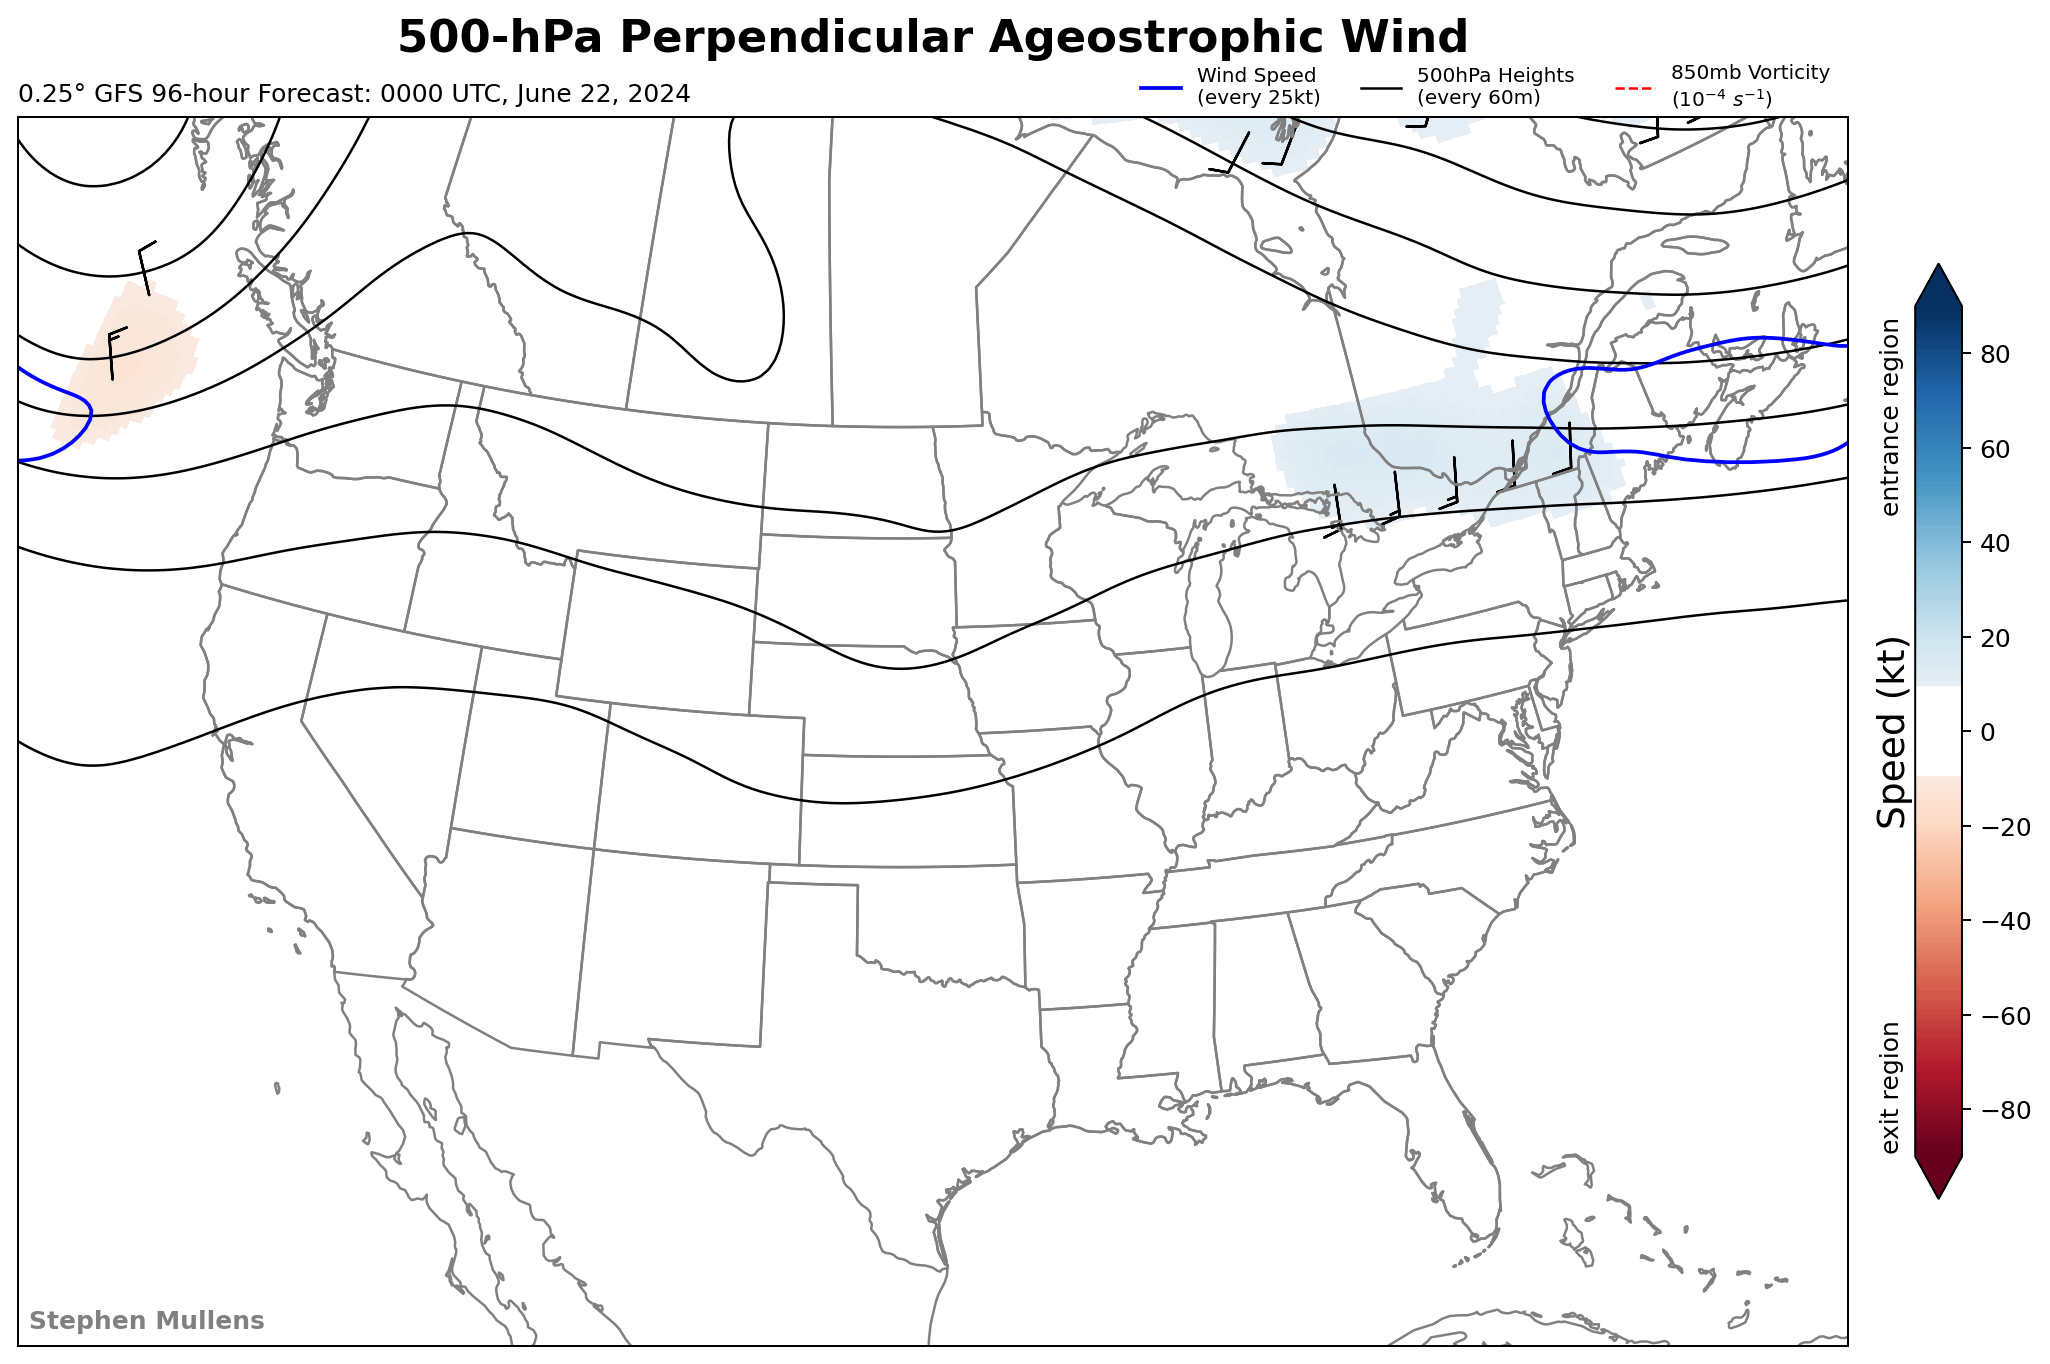 500-hPa Perpendicular Ageostrophic Wind
0.25° GFS 96-hour Forecast: 0000 UTC, June 22, 2024
Wind Speed
(every 25kt)
500hPa Heights
(every 60m)
850mb Vorticity
(10⁻⁴ s⁻¹)
entrance region
Speed (kt)
exit region
80
60
40
20
0
−20
−40
−60
−80
Stephen Mullens